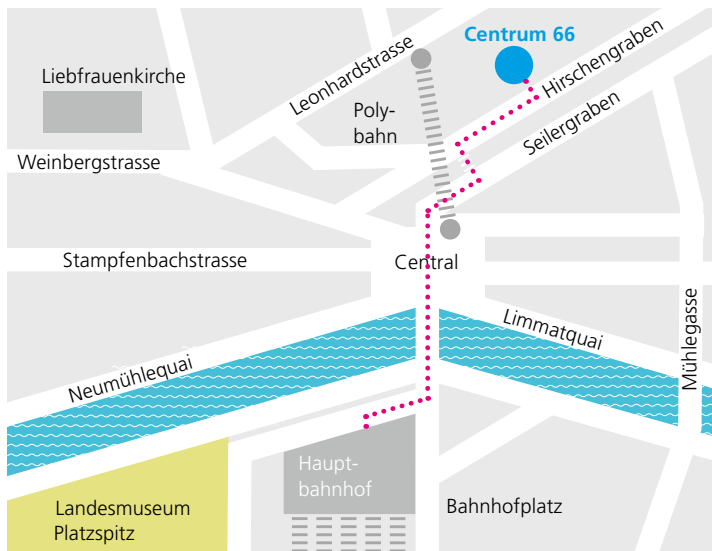 Centrum 66
Leonhardstrasse
Hirschengraben
Liebfrauenkirche
Poly-
bahn
Seilergraben
Weinbergstrasse
Stampfenbachstrasse
Central
Limmatquai
Mühlegasse
Neumühlequai
Haupt-
bahnhof
Landesmuseum
Platzspitz
Bahnhofplatz